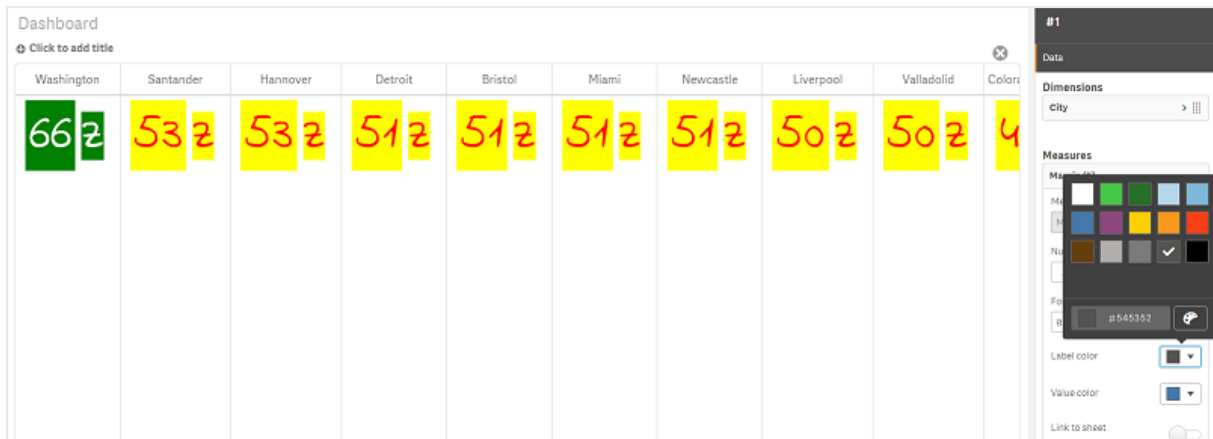 Dashboard
Click to add title
Washington Santander Hannover Detroit Bristol Miami Newcastle Liverpool Valladolid
66 z 53 z 53 z 51 z 51 z 51 z 51 z 50 z 50 z
#1
Data
Dimensions
City
Measures
#545352
Label color
Value color
Link to sheet